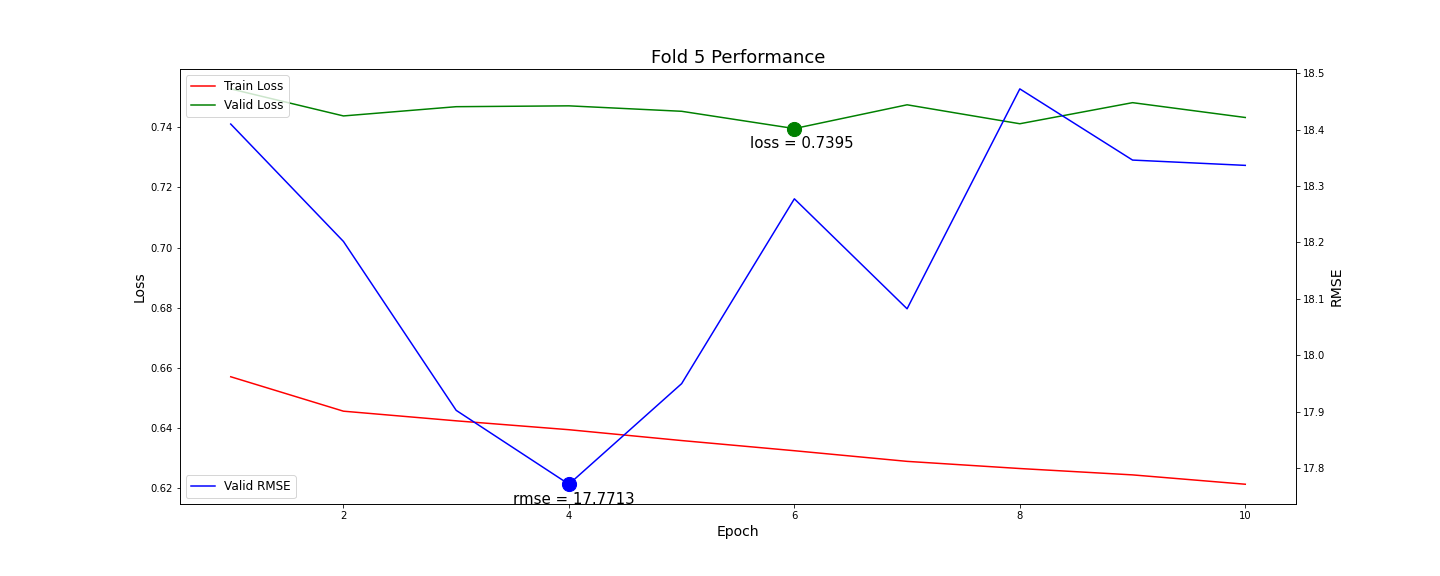 Fold 5 Performance
Train Loss
Valid Loss
Valid RMSE
loss = 0.7395
rmse = 17.7713
Loss
0.74
0.72
0.70
0.68
0.66
0.64
0.62
RMSE
18.5
18.4
18.3
18.2
18.1
18.0
17.9
17.8
2
4
6
8
10
Epoch